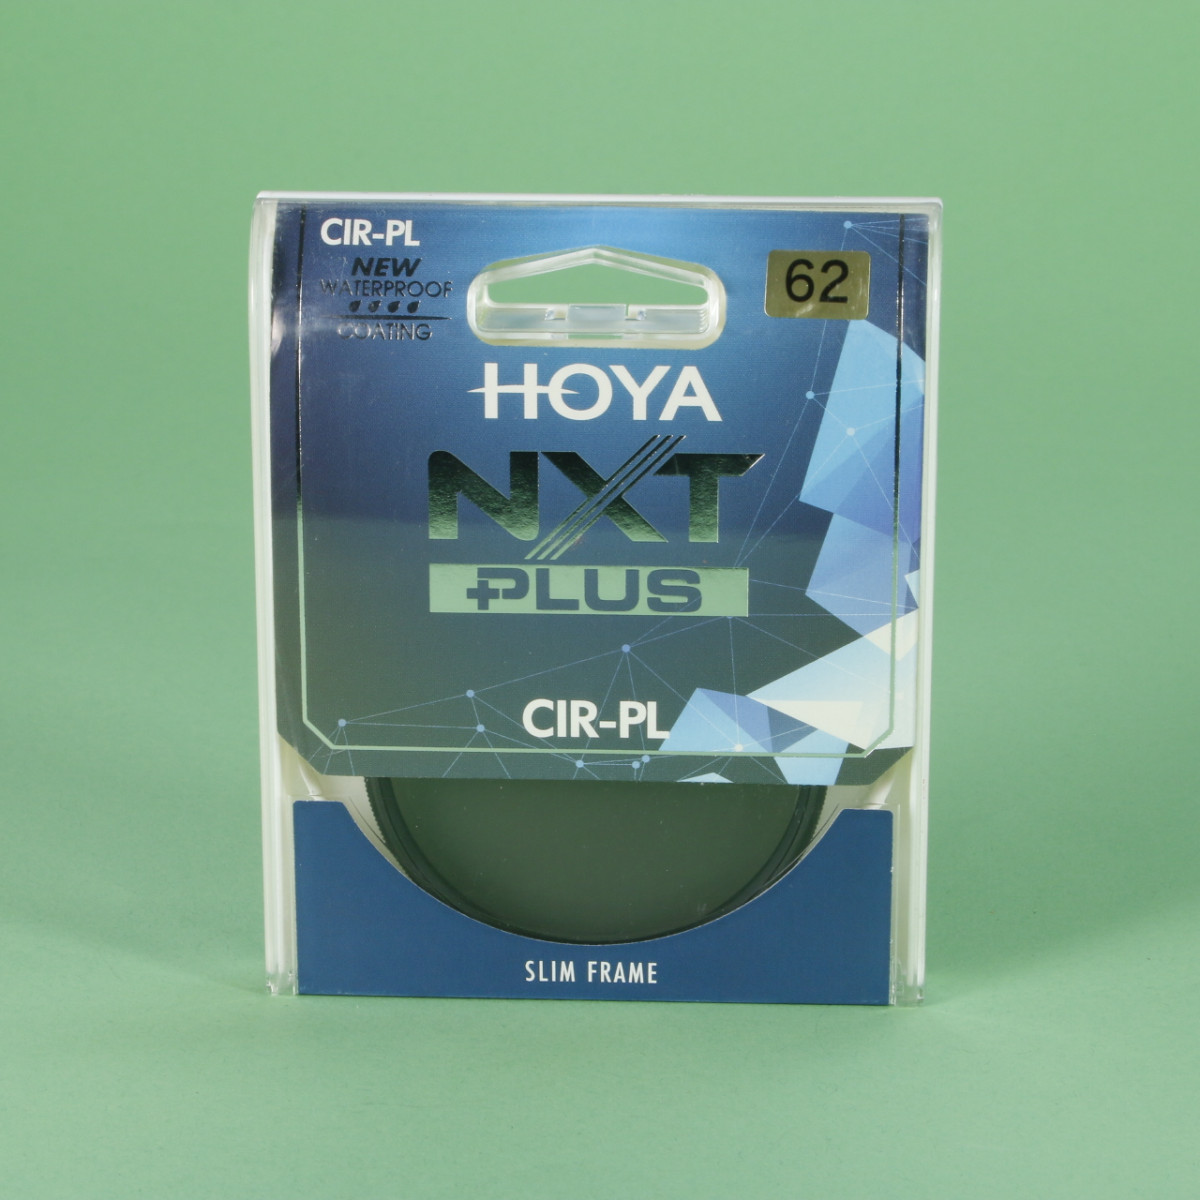 CIR-PL
NEW
WATERPROOF
COATING
62
HOYA
NXT
PLUS
CIR-PL
SLIM FRAME